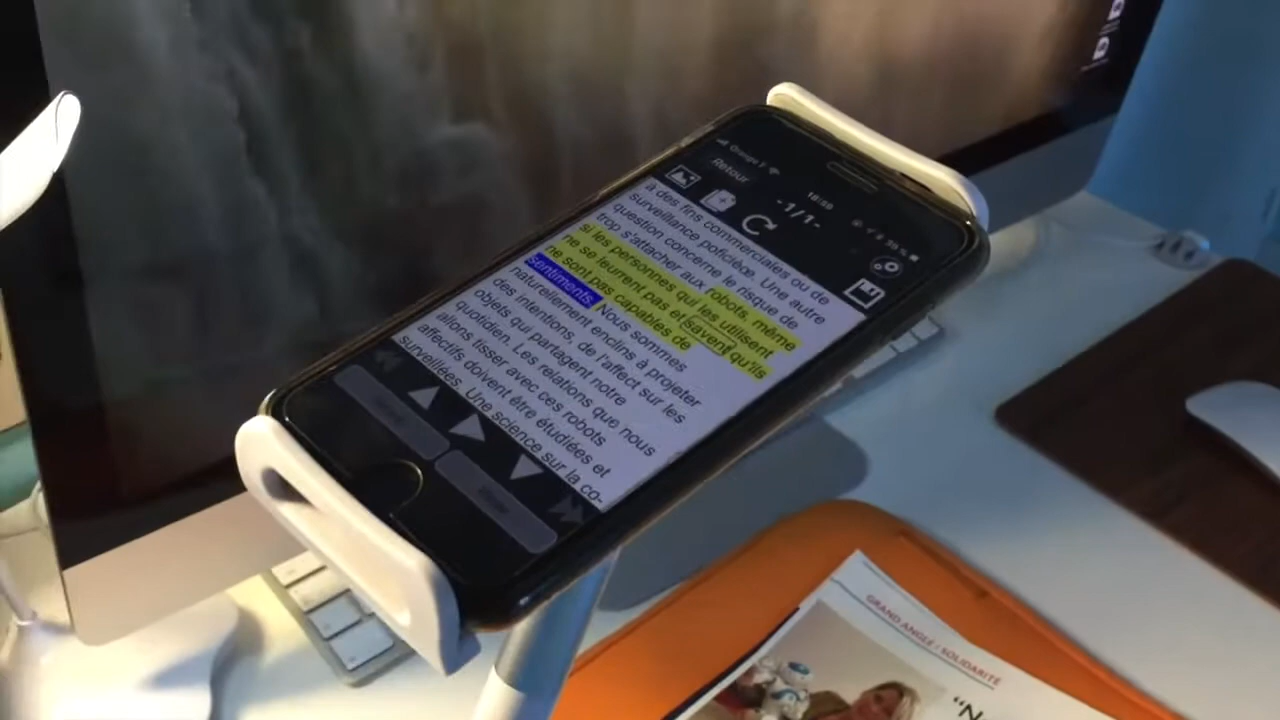 Orange F 18:50
Retour
-1/1-
à des fins commerciales ou de
surveillance policière. Une autre
question concerne le risque de
trop s'attacher aux obots, même
si les personnes qui les utilisent
ne se leurrent pas et savent qu'ils
ne sont pas capables de
sentiments. Nous sommes
naturellement enclins à projeter
des intentions, de l'affect sur les
objets qui partagent notre
quotidien. Les relations que nous
allons tisser avec ces robots
affectifs doivent être étudiées et
surveillées. Une science sur la co-
GRAND ANGLE / SOLIDARITÉ